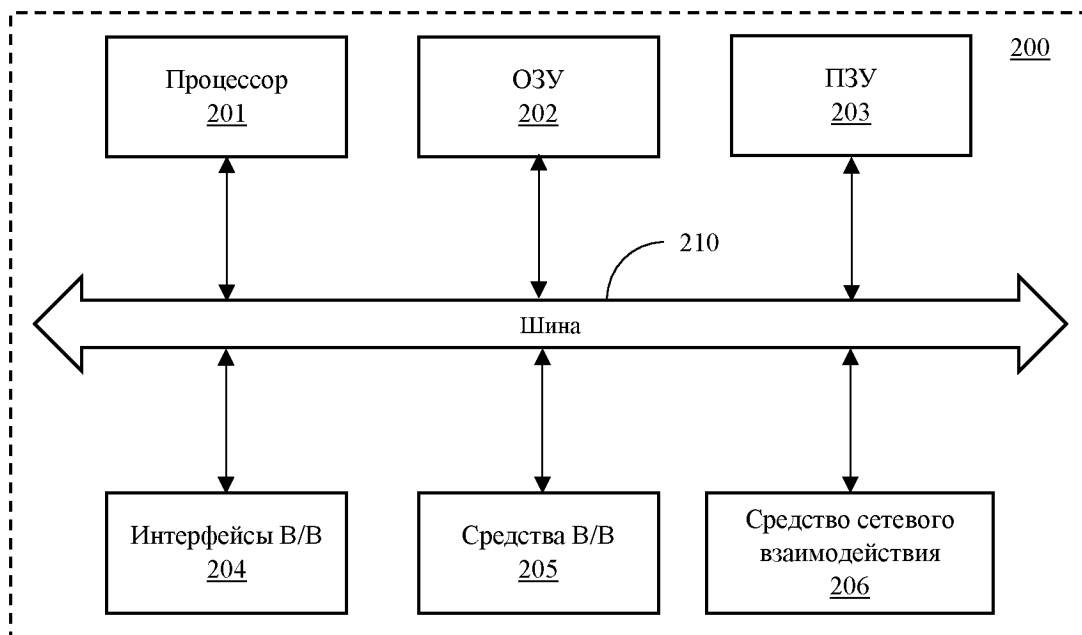 200
Процессор
201
ОЗУ
202
ПЗУ
203
210
Шина
Интерфейсы В/В
204
Средства В/В
205
Средство сетевого
взаимодействия
206